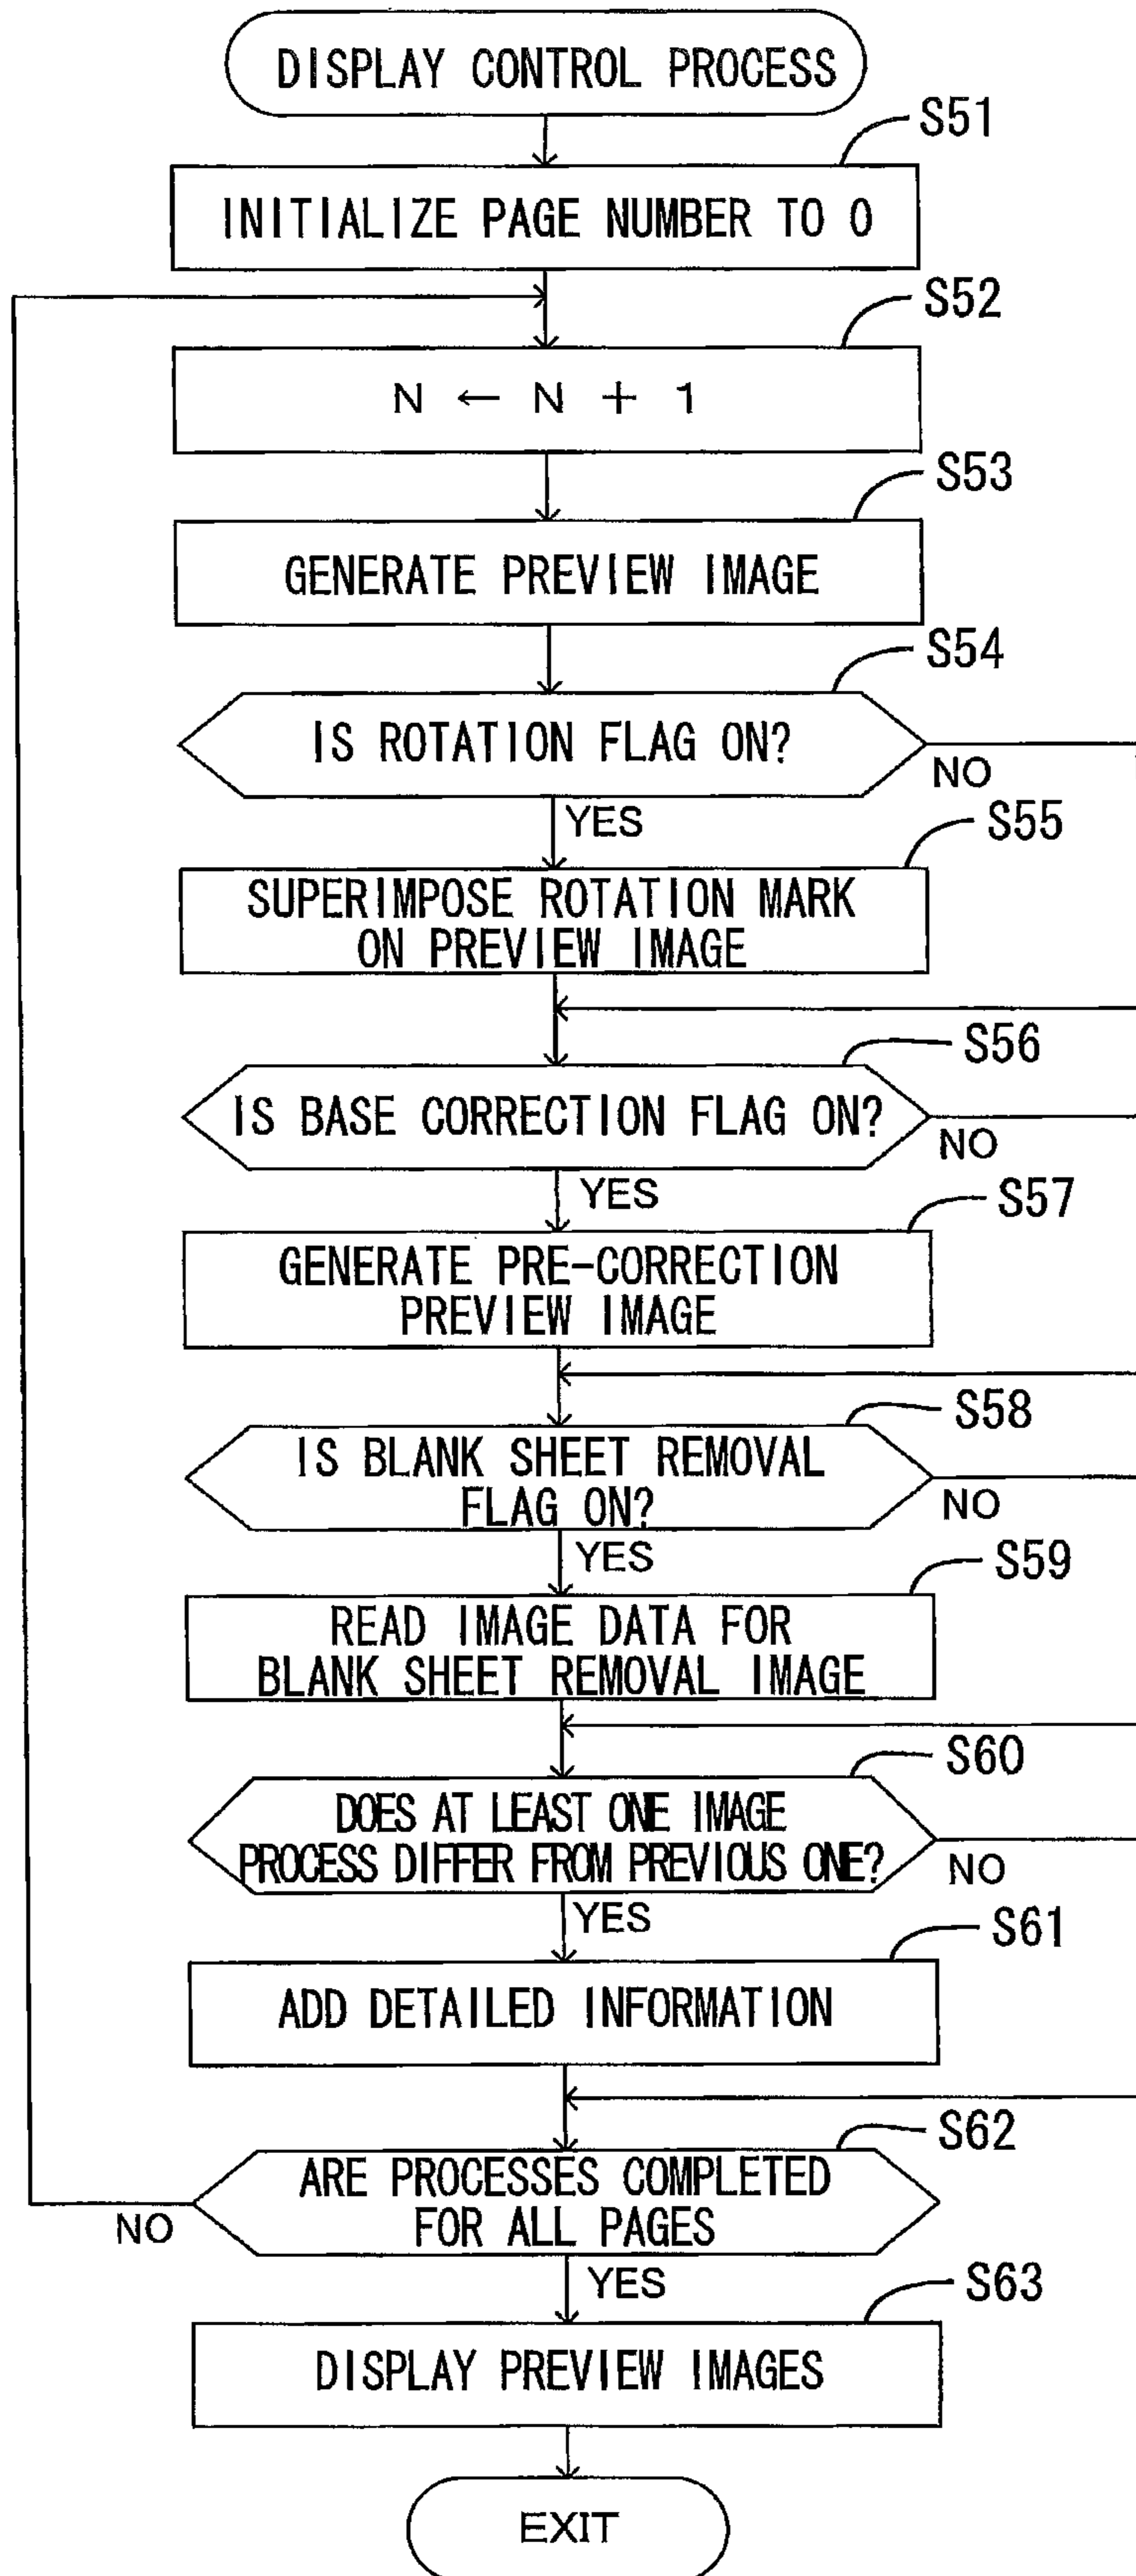 DISPLAY CONTROL PROCESS
S51
INITIALIZE PAGE NUMBER TO 0
S52
N ← N + 1
S53
GENERATE PREVIEW IMAGE
S54
IS ROTATION FLAG ON?
NO
YES
S55
SUPERIMPOSE ROTATION MARK
ON PREVIEW IMAGE
S56
IS BASE CORRECTION FLAG ON?
NO
YES
S57
GENERATE PRE-CORRECTION
PREVIEW IMAGE
S58
IS BLANK SHEET REMOVAL
FLAG ON?
NO
YES
S59
READ IMAGE DATA FOR
BLANK SHEET REMOVAL IMAGE
S60
DOES AT LEAST ONE IMAGE
PROCESS DIFFER FROM PREVIOUS ONE?
NO
YES
S61
ADD DETAILED INFORMATION
S62
ARE PROCESSES COMPLETED
FOR ALL PAGES
NO
YES
S63
DISPLAY PREVIEW IMAGES
EXIT